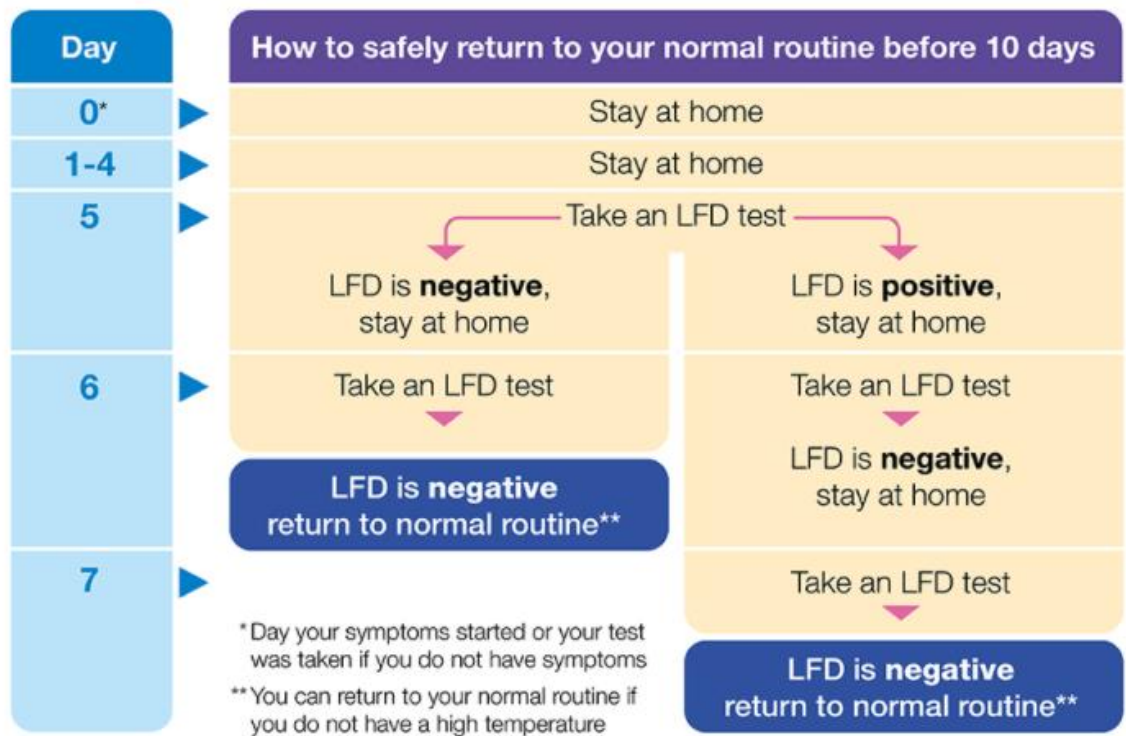 Day
How to safely return to your normal routine before 10 days
0*
Stay at home
1-4
Stay at home
5
Take an LFD test
LFD is negative,
stay at home
LFD is positive,
stay at home
6
Take an LFD test
LFD is negative
return to normal routine**
Take an LFD test
LFD is negative,
stay at home
7
Take an LFD test
LFD is negative
return to normal routine**
*Day your symptoms started or your test
was taken if you do not have symptoms
**You can return to your normal routine if
you do not have a high temperature